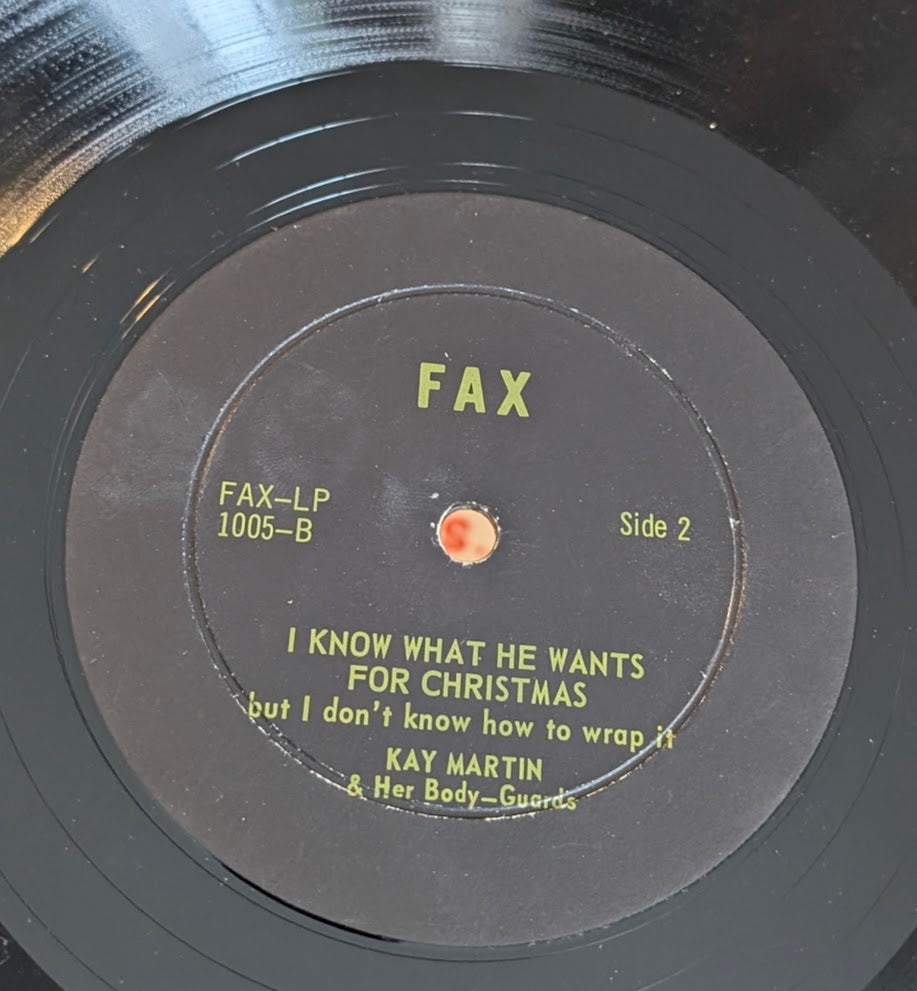 FAX
FAX-LP
1005-B
Side 2
I KNOW WHAT HE WANTS
FOR CHRISTMAS
but I don't know how to wrap it
KAY MARTIN
& Her Body-Guards